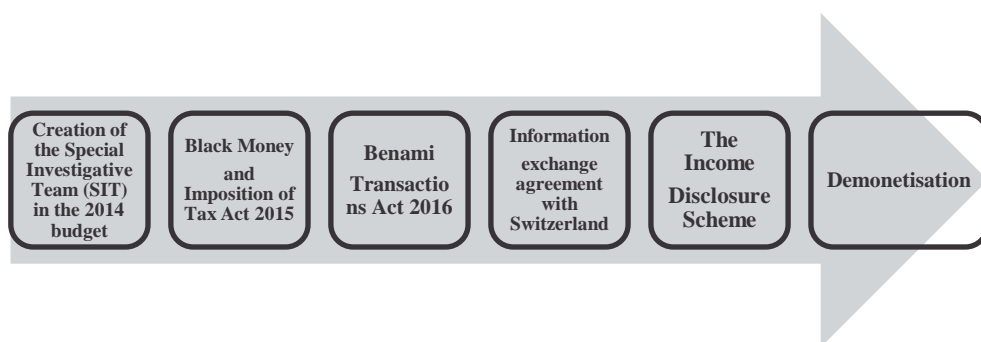 Creation of
the Special
Investigative
Team (SIT)
in the 2014
budget
Black Money
and
Imposition of
Tax Act 2015
Benami
Transactio
ns Act 2016
Information
exchange
agreement
with
Switzerland
The
Income
Disclosure
Scheme
Demonetisation